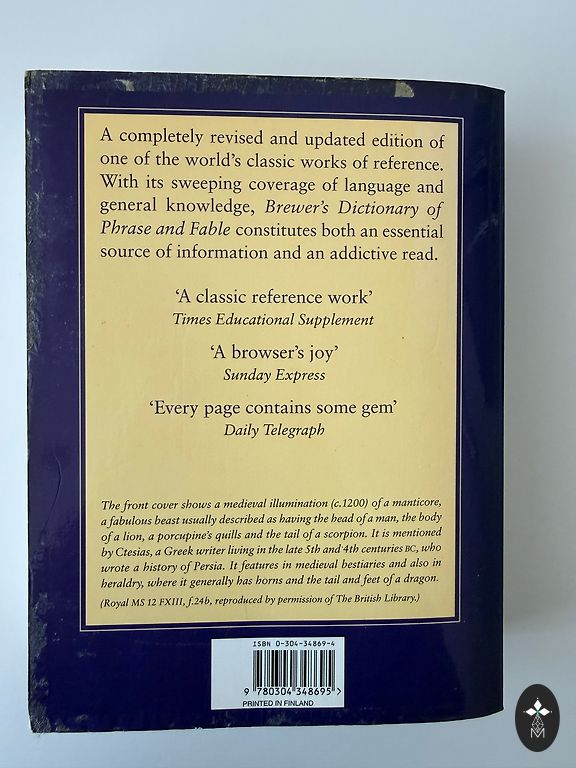 A completely revised and updated edition of
one of the world's classic works of reference.
With its sweeping coverage of language and
general knowledge, Brewer's Dictionary of
Phrase and Fable constitutes both an essential
source of information and an addictive read.
'A classic reference work'
Times Educational Supplement
'A browser's joy'
Sunday Express
'Every page contains some gem'
Daily Telegraph
The front cover shows a medieval illumination (c.1200) of a manticore,
a fabulous beast usually described as having the head of a man, the body
of a lion, a porcupine's quills and the tail of a scorpion. It is mentioned
by Ctesias, a Greek writer living in the late 5th and 4th centuries BC, who
wrote a history of Persia. It features in medieval bestiaries and also in
heraldry, where it generally has horns and the tail and feet of a dragon.
(Royal MS 12 FXIII, f.24b, reproduced by permission of The British Library.)
ISBN 0-304-34869-4
9 780304 348695 >
PRINTED IN FINLAND
M